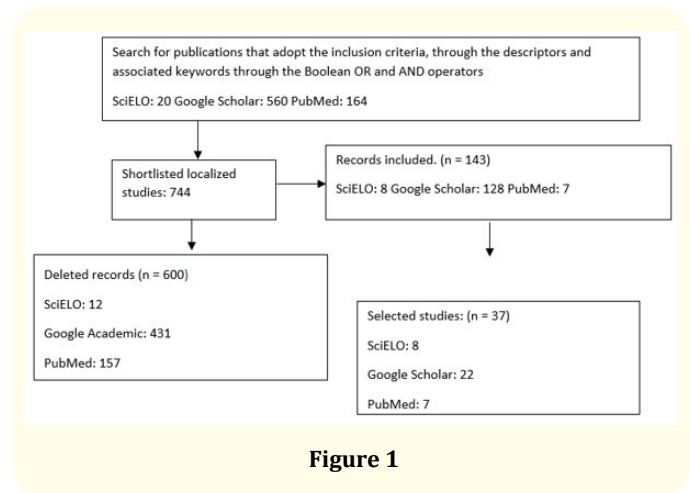 Search for publications that adopt the inclusion criteria, through the descriptors and
associated keywords through the Boolean OR and AND operators
SciELO: 20 Google Scholar: 560 PubMed: 164
Shortlisted localized
studies: 744
Records included. (n = 143)
SciELO: 8 Google Scholar: 128 PubMed: 7
Deleted records (n = 600)
SciELO: 12
Google Academic: 431
PubMed: 157
Selected studies: (n = 37)
SciELO: 8
Google Scholar: 22
PubMed: 7
Figure 1